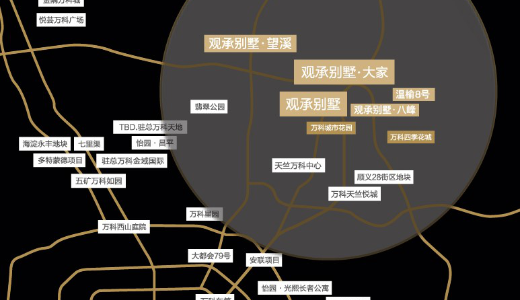 悦荟万科广场
观承别墅·望溪
观承别墅·大家
温榆8号
观承别墅
翡翠公园
观承别墅·八峰
TBD.驻总万科天地
万科城市花园
万科四季花城
海淀永丰地块
七里渠
怡园·昌平
多特蒙德项目
驻总万科金域国际
天竺万科中心
五矿万科如园
顺义28街区地块
万科天竺悦城
万科星园
万科西山庭院
大都会79号
安联项目
怡园·光熙长者公寓